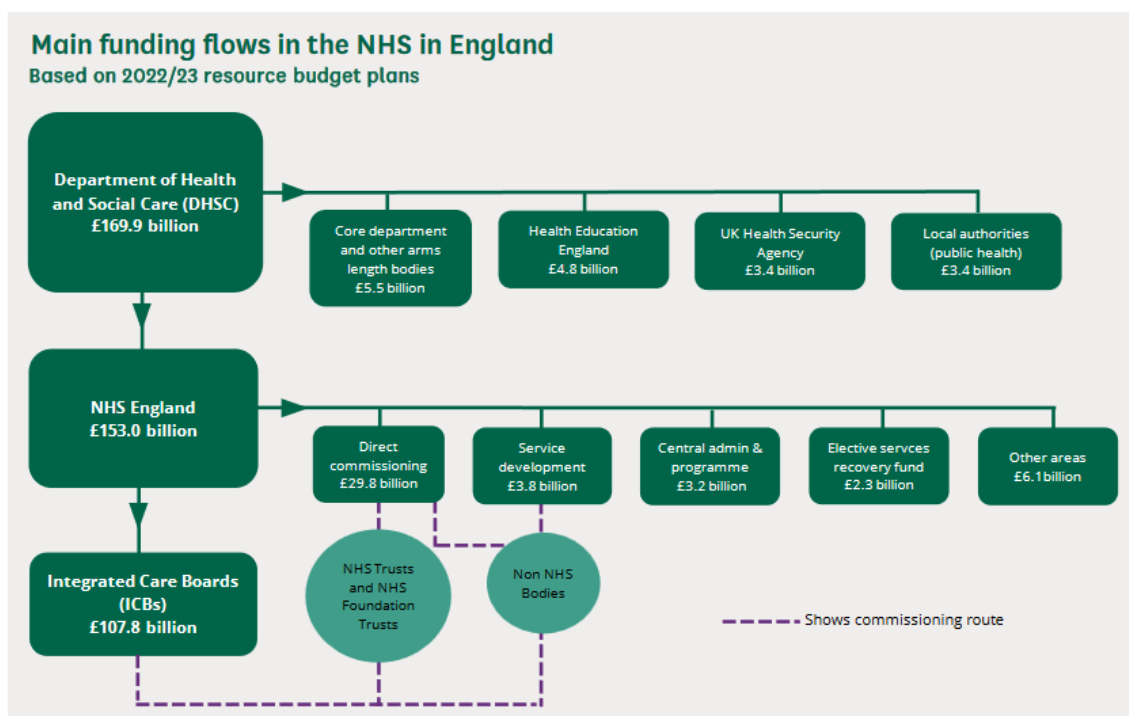 Main funding flows in the NHS in England
Based on 2022/23 resource budget plans
Department of Health
and Social Care (DHSC)
£169.9 billion
Core department
and other arms
length bodies
£5.5 billion
Health Education
England
£4.8 billion
UK Health Security
Agency
£3.4 billion
Local authorities
(public health)
£3.4 billion
NHS England
£153.0 billion
Direct
commissioning
£29.8 billion
Service
development
£3.8 billion
Central admin &
programme
£3.2 billion
Elective servces
recovery fund
£2.3 billion
Other areas
£6.1billion
Integrated Care Boards
(ICBs)
£107.8 billion
NHS Trusts
and NHS
Foundation
Trusts
Non NHS
Bodies
Shows commissioning route